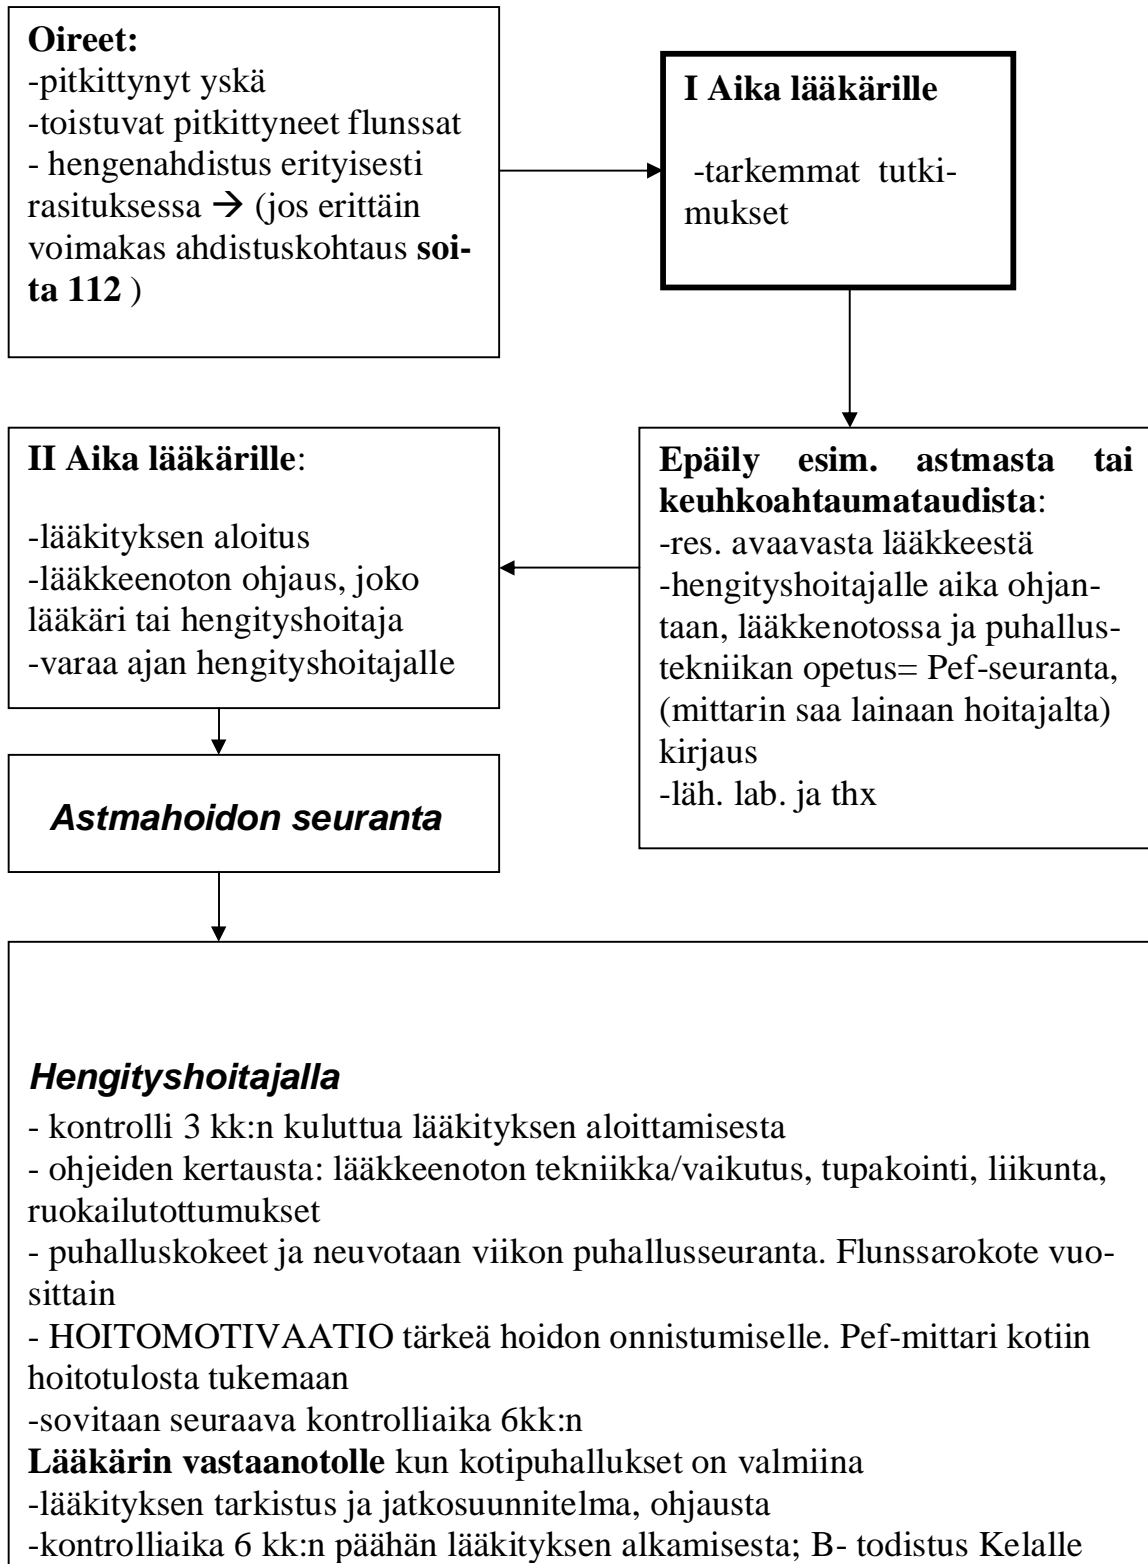 Oireet:
-pitkittynyt yskä
-toistuvat pitkittyneet flunssat
- hengenahdistus erityisesti
rasituksessa → (jos erittäin
voimakas ahdistuskohtaus soi-
ta 112 )
I Aika lääkärille
-tarkemmat tutki-
mukset
Epäily esim. astmasta tai
keuhkoahtaumataudista:
-res. avaavasta lääkkeestä
-hengityshoitajalle aika ohjan-
taan, lääkkenotossa ja puhallus-
tekniikan opetus= Pef-seuranta,
(mittarin saa lainaan hoitajalta)
kirjaus
-läh. lab. ja thx
II Aika lääkärille:
-lääkityksen aloitus
-lääkkeenoton ohjaus, joko
lääkäri tai hengityshoitaja
-varaa ajan hengityshoitajalle
Astmahoidon seuranta
Hengityshoitajalla
- kontrolli 3 kk:n kuluttua lääkityksen aloittamisesta
- ohjeiden kertausta: lääkkeenoton tekniikka/vaikutus, tupakointi, liikunta,
ruokailutottumukset
- puhalluskokeet ja neuvotaan viikon puhallusseuranta. Flunssarokote vuo-
sittain
- HOITOMOTIVAATIO tärkeä hoidon onnistumiselle. Pef-mittari kotiin
hoitotulosta tukemaan
-sovitaan seuraava kontrolliaika 6kk:n
Lääkärin vastaanotolle kun kotipuhallukset on valmiina
-lääkityksen tarkistus ja jatkosuunnitelma, ohjausta
-kontrolliaika 6 kk:n päähän lääkityksen alkamisesta; B- todistus Kelalle